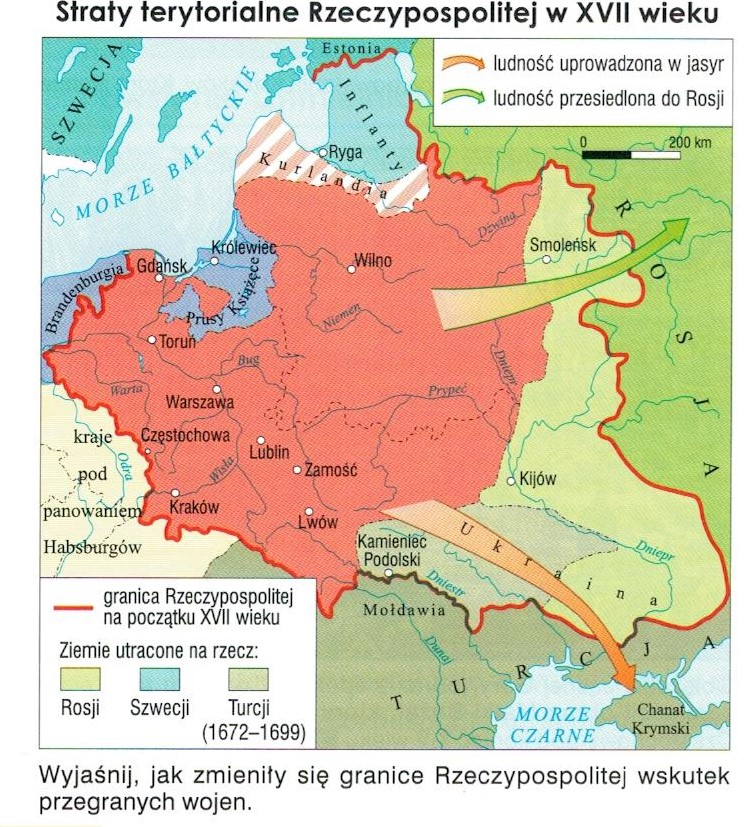 Straty terytorialne Rzeczypospolitej w XVII wieku
ludność uprowadzona w jasyr
ludność przesiedlona do Rosji
0 200 km
SZWECJA
MORZE BAŁTYCKIE
Estonia
Inflanty
Ryga
Kurlandia
Dźwina
ROSJA
Smoleńsk
Wilno
Królewiec
Gdańsk
Brandenburgia
Prusy Książęce
Niemen
Toruń
Bug
Dniepr
Warta
Warszawa
Prypeć
kraje
pod
panowaniem
Habsburgów
Częstochowa
Odra
Lublin
Zamość
Kijów
Wisła
Kraków
Lwów
Ukraina
Kamieniec
Podolski
Dniepr
Dniestr
Mołdawia
Dunaj
TURCJA
MORZE
CZARNE
Chanat
Krymski
granica Rzeczypospolitej
na początku XVII wieku
Ziemie utracone na rzecz:
Rosji Szwecji Turcji
(1672–1699)
Wyjaśnij, jak zmieniły się granice Rzeczypospolitej wskutek
przegranych wojen.